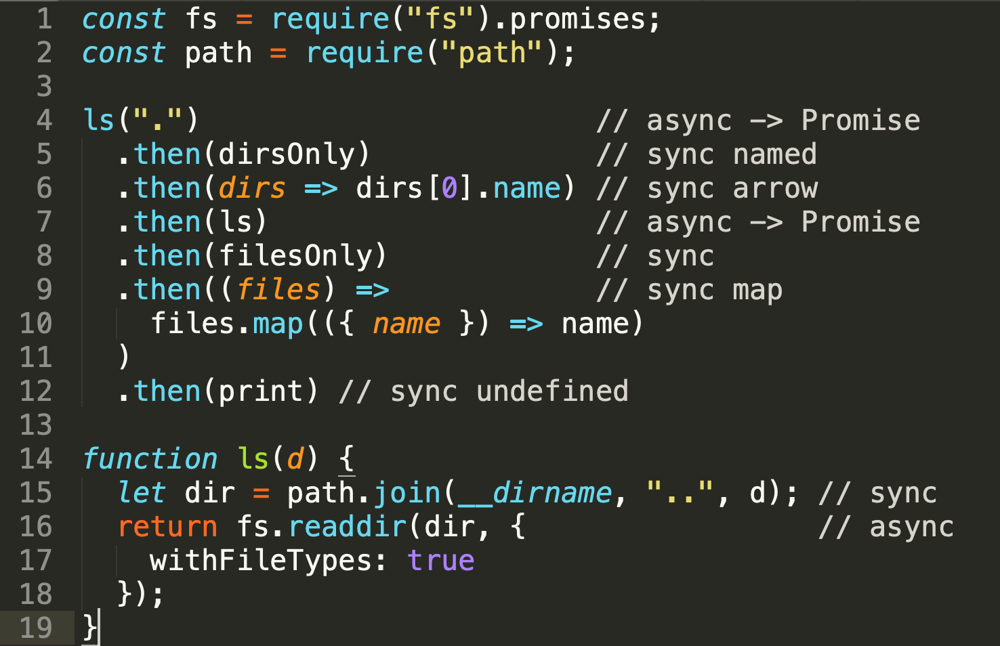 1 const fs = require("fs").promises;
2 const path = require("path");
3
4 ls(".")                       // async -> Promise
5   .then(dirsOnly)             // sync named
6   .then(dirs => dirs[0].name) // sync arrow
7   .then(ls)                   // async -> Promise
8   .then(filesOnly)            // sync
9   .then((files) =>            // sync map
10     files.map(({ name }) => name)
11   )
12   .then(print) // sync undefined
13
14 function ls(d) {
15   let dir = path.join(__dirname, "..", d); // sync
16   return fs.readdir(dir, {                 // async
17     withFileTypes: true
18   });
19 }